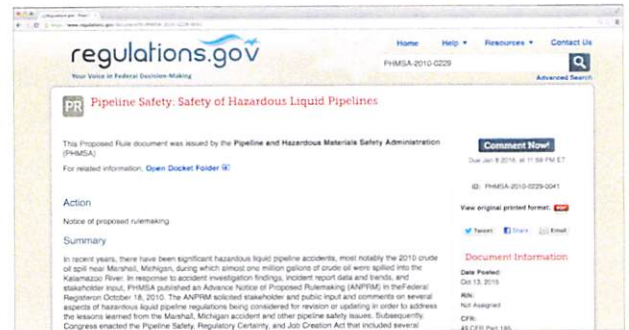 regulations.gov
Your Voice in Federal Decision-Making
Home Help Resources Contact Us
PHMSA-2010-0229
Advanced Search
PR Pipeline Safety: Safety of Hazardous Liquid Pipelines
This Proposed Rule document was issued by the Pipeline and Hazardous Materials Safety Administration
(PHMSA)
For related information, Open Docket Folder
Action
Notice of proposed rulemaking
Summary
In recent years, there have been significant hazardous liquid pipeline accidents, most notably the 2010 crude
oil spill near Marshall, Michigan, during which almost one million gallons of crude oil were spilled into the
Kalamazoo River. In response to accident investigation findings, incident report data and trends, and
stakeholder input, PHMSA published an Advance Notice of Proposed Rulemaking (ANPRM) in theFederal
Registeron October 18, 2010. The ANPRM solicited stakeholder and public input and comments on several
aspects of hazardous liquid pipeline regulations being considered for revision or updating in order to address
the lessons learned from the Marshall, Michigan accident and other pipeline safety issues. Subsequently,
Congress enacted the Pipeline Safety, Regulatory Certainty, and Job Creation Act that included several
Comment Now!
Due Jan 8 2016, at 11:59 PM ET
ID: PHMSA-2010-0229-0041
View original printed format:
Tweet Share Email
Document Information
Date Posted:
Oct 13, 2015
RIN:
Not Assigned
CFR:
49 CFR Part 195